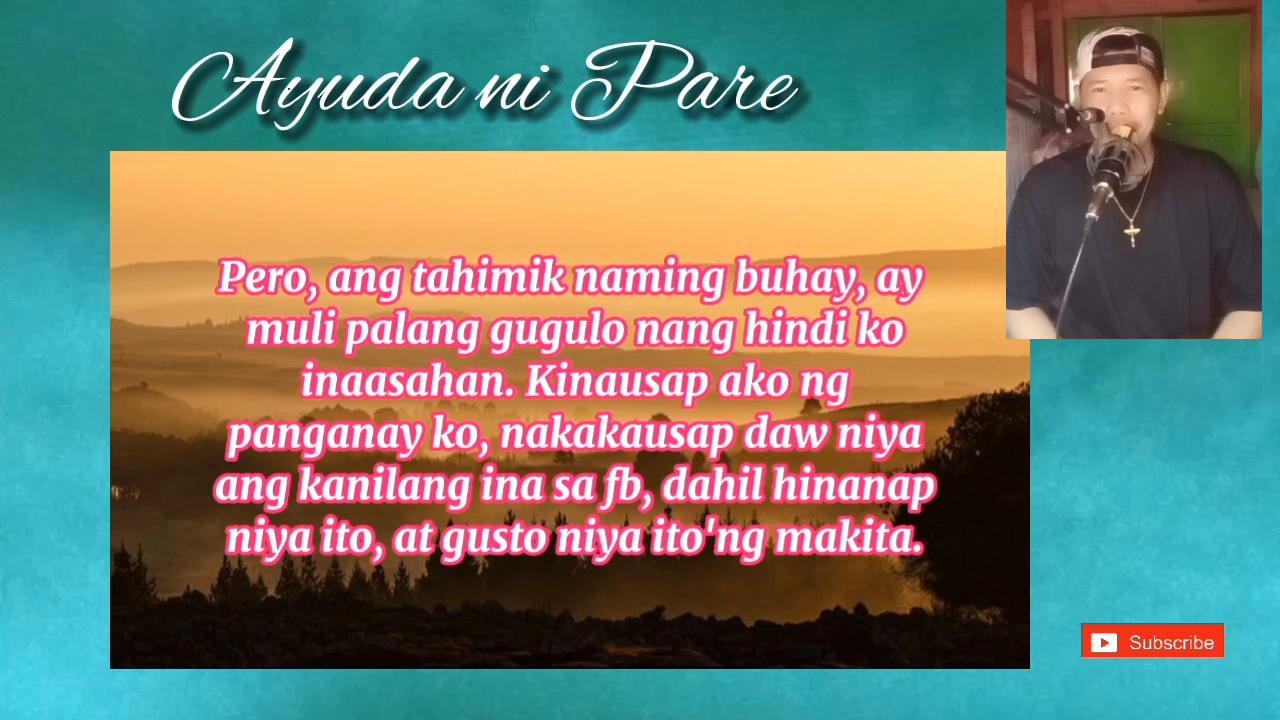 Ayuda ni Pare
Pero, ang tahimik naming buhay, ay
muli palang gugulo nang hindi ko
inaasahan. Kinausap ako ng
panganay ko, nakakausap daw niya
ang kanilang ina sa fb, dahil hinanap
niya ito, at gusto niya ito'ng makita.
Subscribe